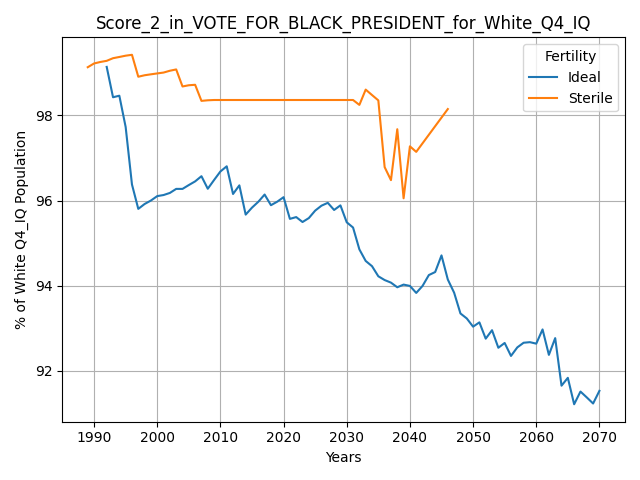 Score_2_in_VOTE_FOR_BLACK_PRESIDENT_for_White_Q4_IQ
Fertility
Ideal
Sterile
% of White Q4_IQ Population
98
96
94
92
1990 2000 2010 2020 2030 2040 2050 2060 2070
Years